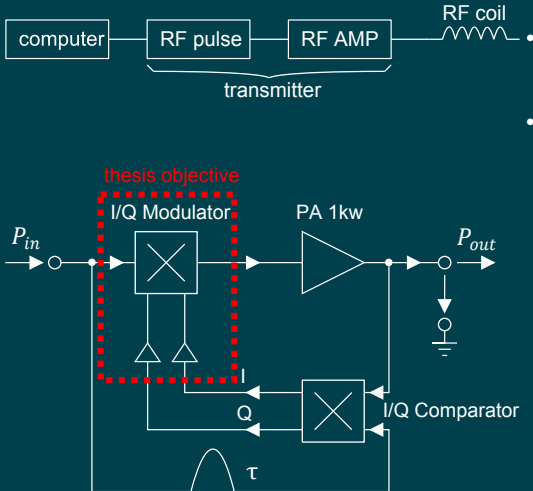 RF coil
computer
RF pulse
RF AMP
transmitter
thesis objective
I/Q Modulator
PA 1kw
P_in
P_out
I
Q
I/Q Comparator
τ